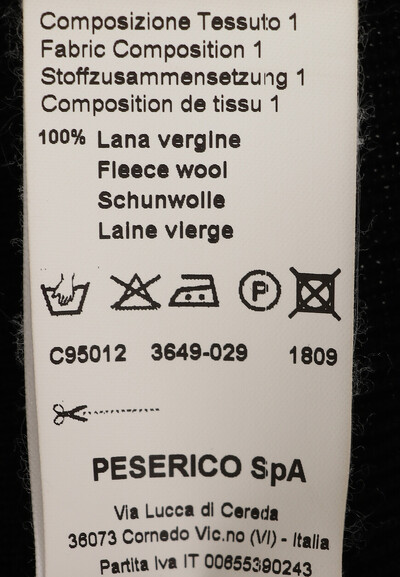 Composizione Tessuto 1
Fabric Composition 1
Stoffzusammensetzung 1
Composition de tissu 1
100% Lana vergine
Fleece wool
Schunwolle
Laine vierge
P
C95012 3649-029 1809
PESERICO SpA
Via Lucca di Cereda
36073 Cornedo Vic.no (VI) - Italia
Partita Iva IT 00655390243